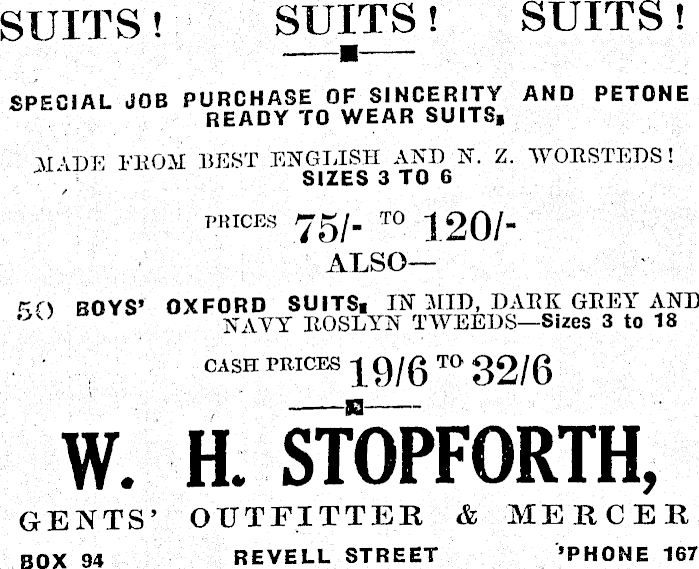 SUITS! SUITS! SUITS!
SPECIAL JOB PURCHASE OF SINCERITY AND PETONE
READY TO WEAR SUITS,
MADE FROM BEST ENGLISH AND N. Z. WORSTEDS!
SIZES 3 TO 6
PRICES 75/- TO 120/-
ALSO—
50 BOYS' OXFORD SUITS, IN MID, DARK GREY AND
NAVY ROSLYN TWEEDS—Sizes 3 to 18
CASH PRICES 19/6 TO 32/6
W. H. STOPFORTH,
GENTS' OUTFITTER & MERCER
BOX 94 REVELL STREET 'PHONE 167